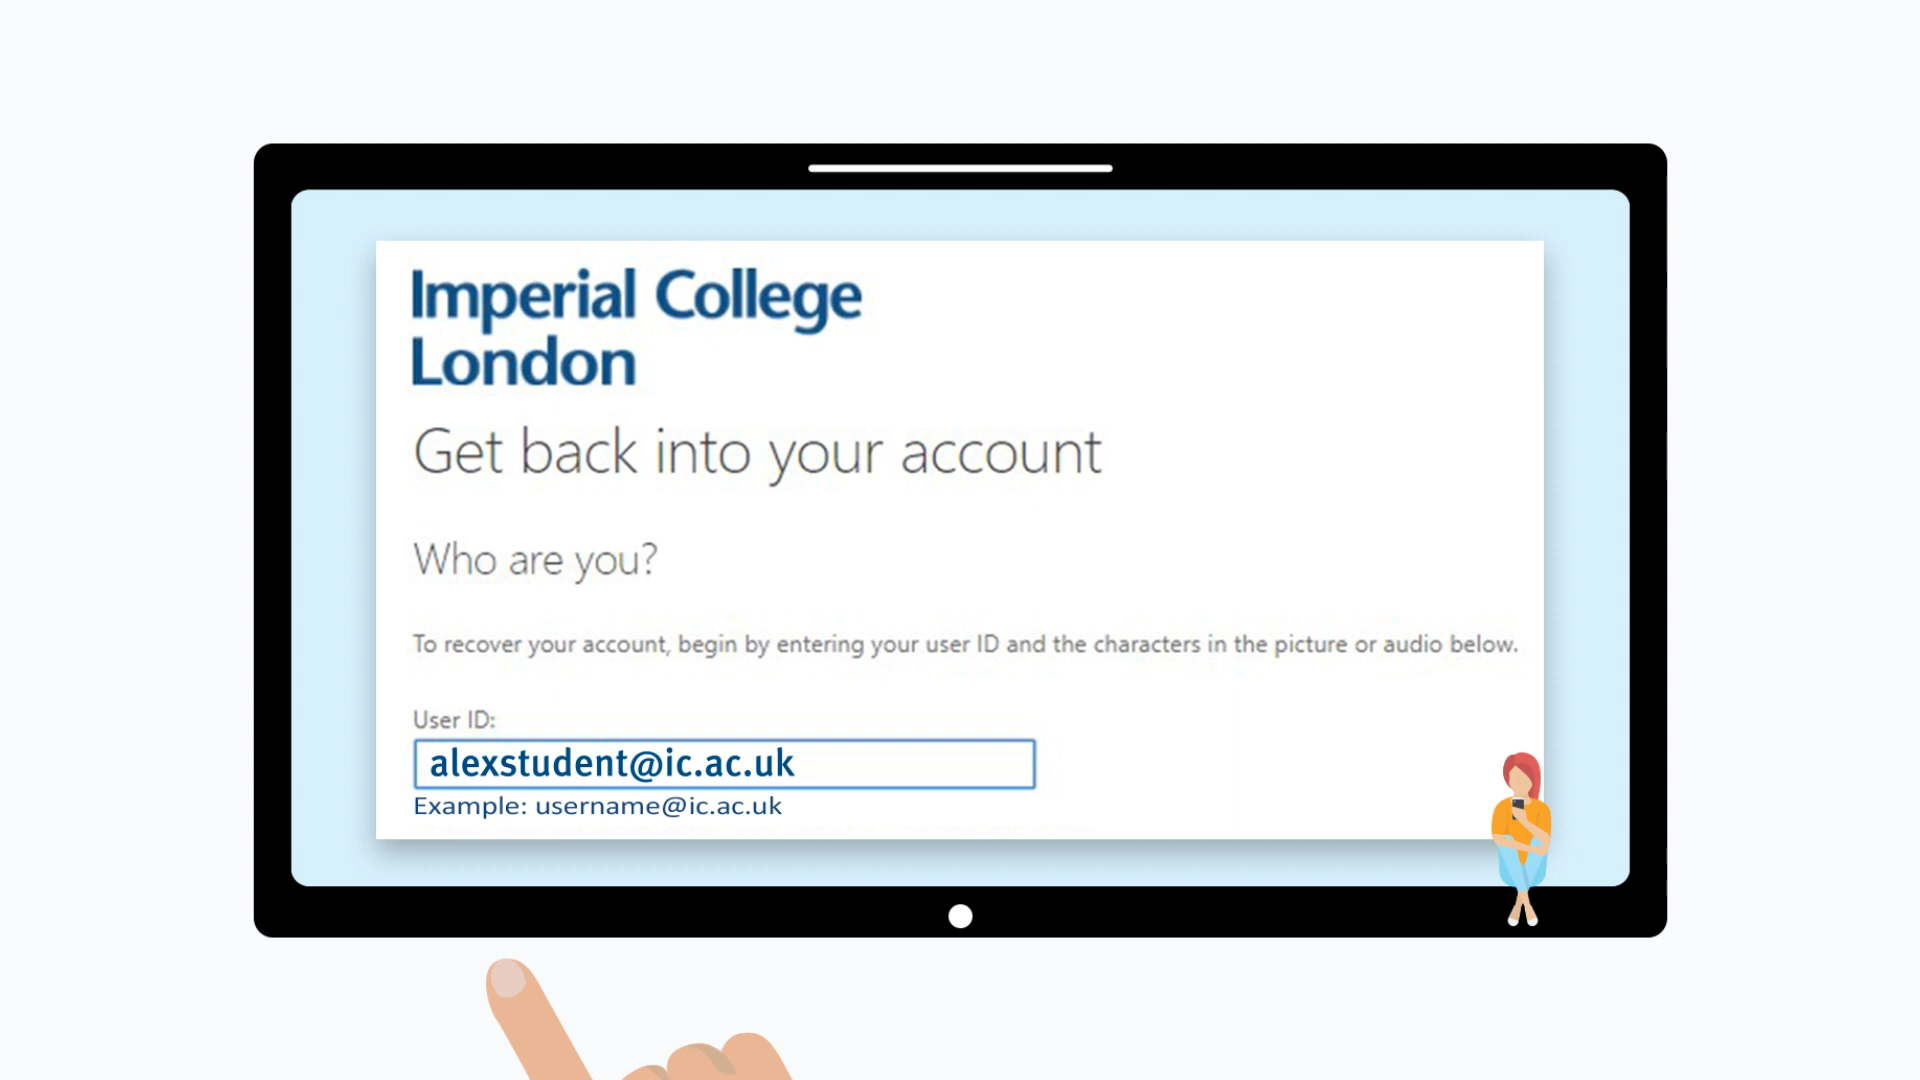 Imperial College
London
Get back into your account
Who are you?
To recover your account, begin by entering your user ID and the characters in the picture or audio below.
User ID:
alexstudent@ic.ac.uk
Example: username@ic.ac.uk